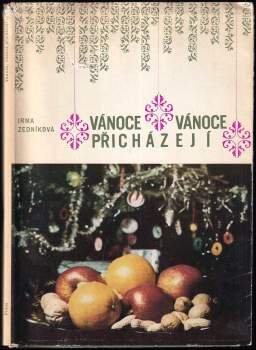 IRMA
ZEDNÍKOVÁ
VÁNOCE VÁNOCE
PŘICHÁZEJÍ